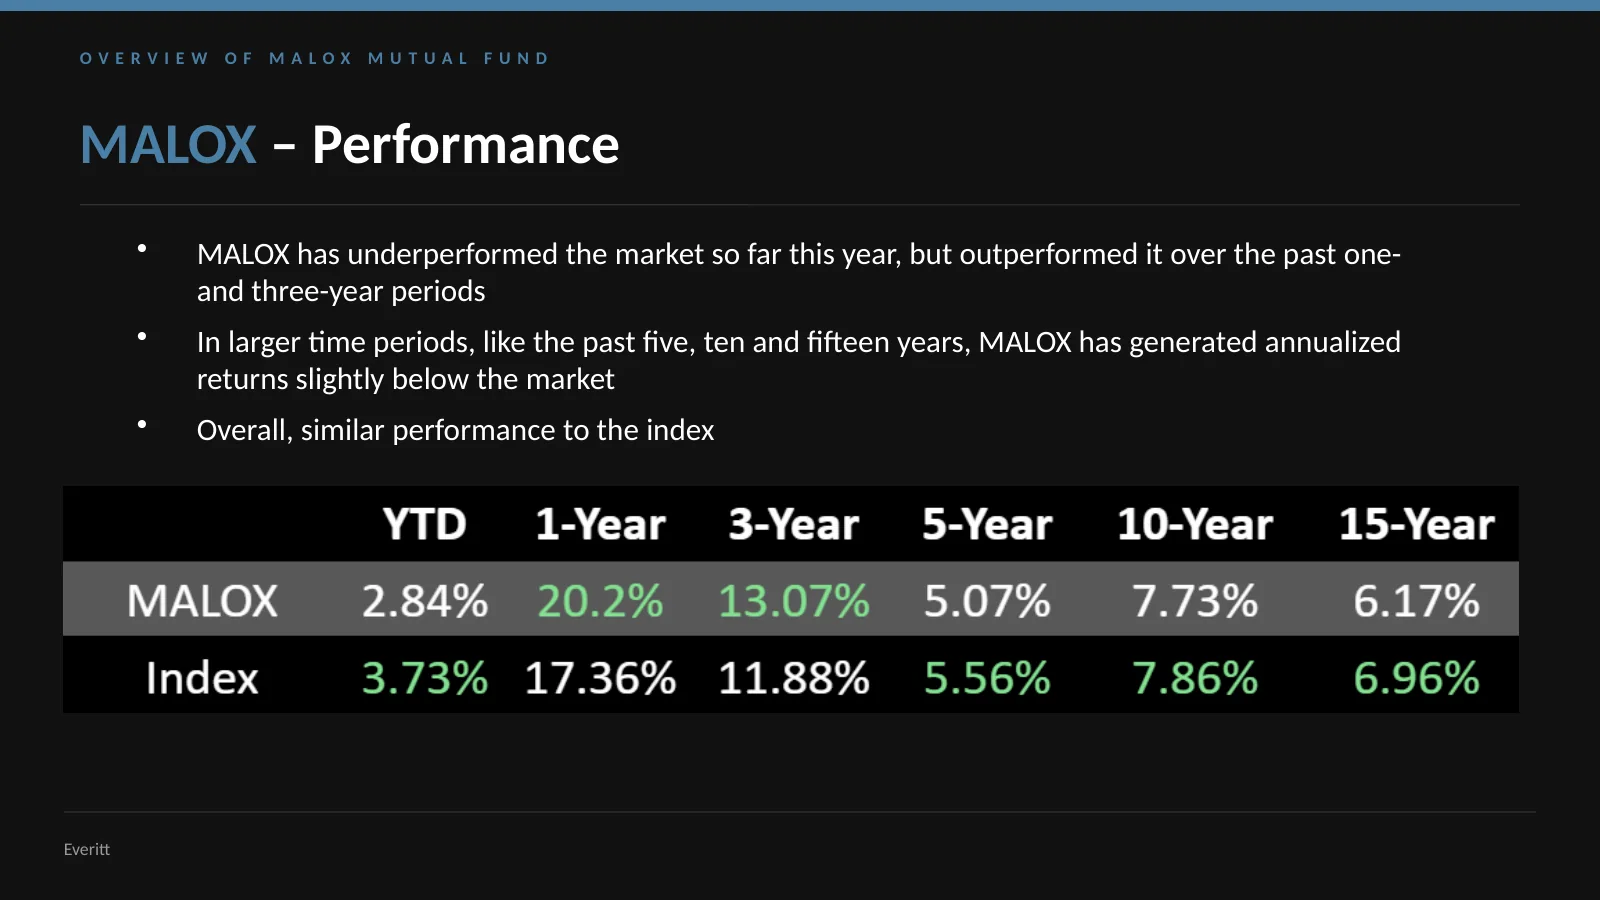 OVERVIEW OF MALOX MUTUAL FUND
MALOX – Performance
• MALOX has underperformed the market so far this year, but outperformed it over the past one-
and three-year periods
• In larger time periods, like the past five, ten and fifteen years, MALOX has generated annualized
returns slightly below the market
• Overall, similar performance to the index
YTD 1-Year 3-Year 5-Year 10-Year 15-Year
MALOX 2.84% 20.2% 13.07% 5.07% 7.73% 6.17%
Index 3.73% 17.36% 11.88% 5.56% 7.86% 6.96%
Everitt